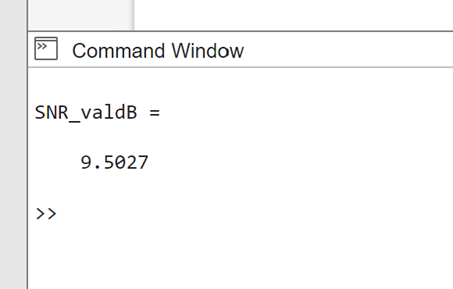 Command Window
SNR_valdB =
9.5027
>>